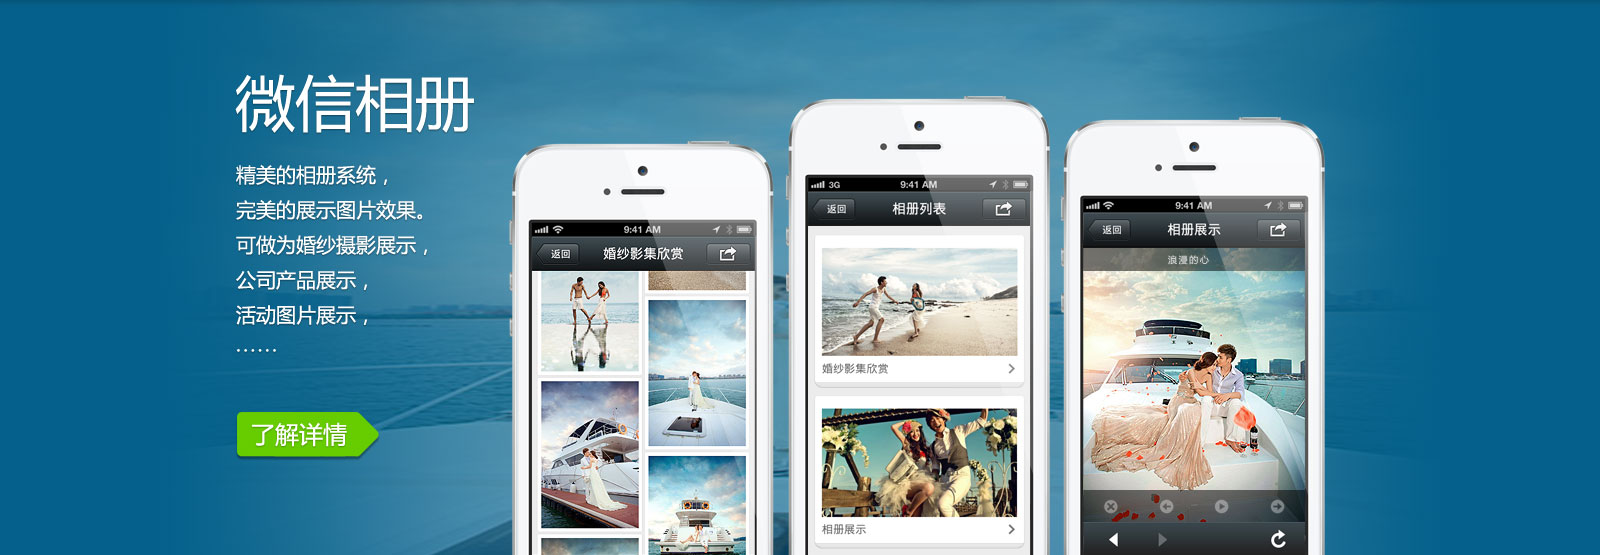 微信相册
精美的相册系统，
完美的展示图片效果。
可做为婚纱摄影展示，
公司产品展示，
活动图片展示，
……
了解详情
9:41 AM
返回
婚纱影集欣赏
3G
9:41 AM
返回
相册列表
婚纱影集欣赏
相册展示
9:41 AM
返回
相册展示
浪漫的心